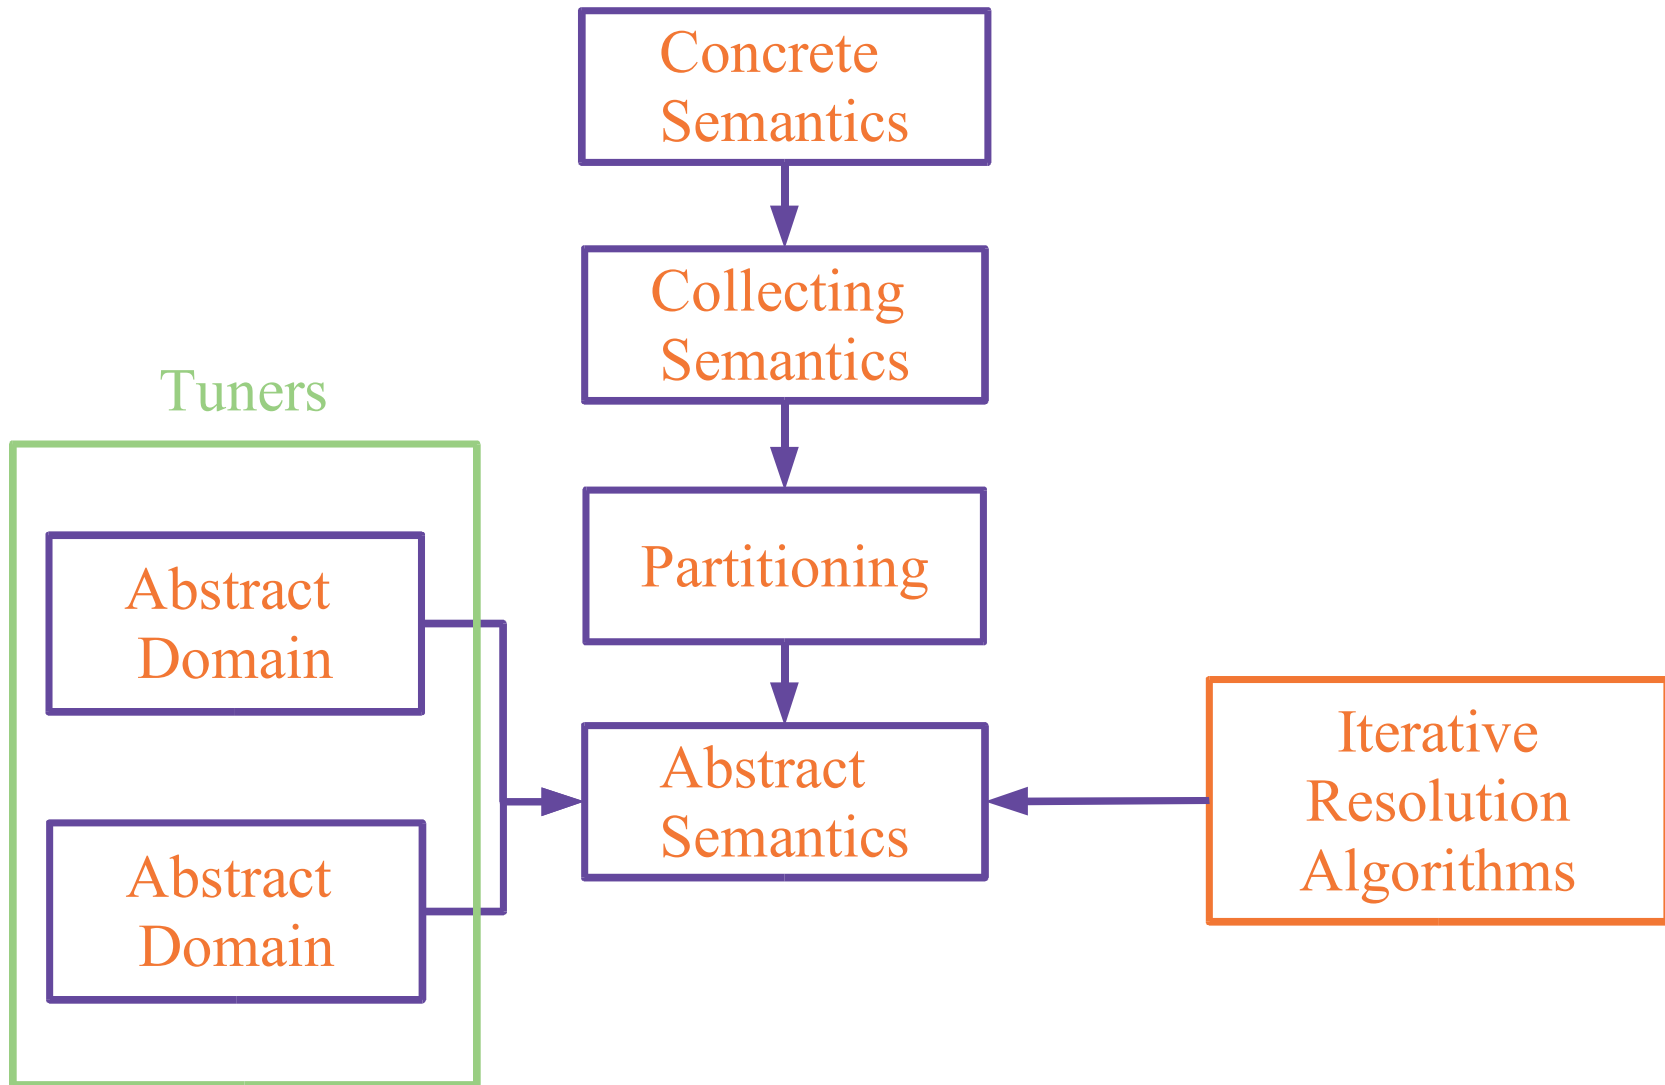 Concrete
Semantics
Collecting
Semantics
Tuners
Partitioning
Abstract
Domain
Abstract
Semantics
Iterative
Resolution
Algorithms
Abstract
Domain